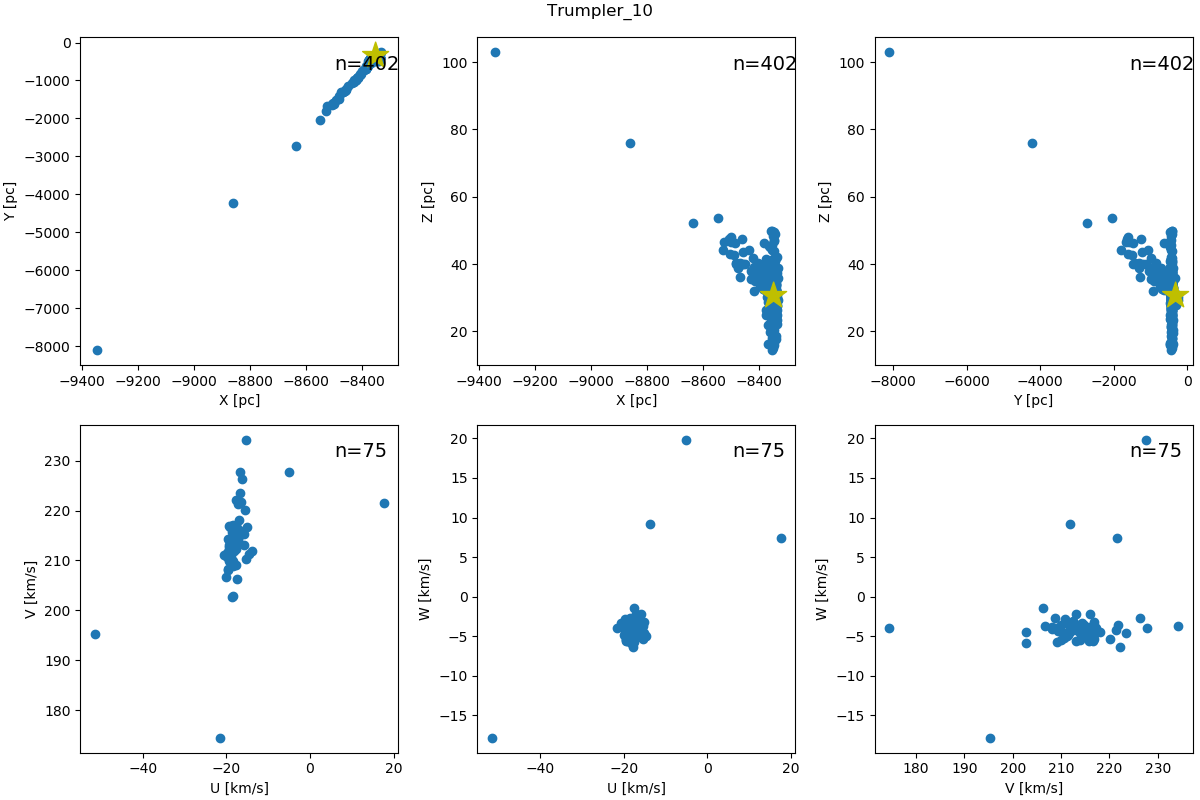 Trumpler_10
n=402
Y [pc]
0
−1000
−2000
−3000
−4000
−5000
−6000
−7000
−8000
−9400 −9200 −9000 −8800 −8600 −8400
X [pc]
n=402
Z [pc]
100
80
60
40
20
−9400 −9200 −9000 −8800 −8600 −8400
X [pc]
n=402
Z [pc]
100
80
60
40
20
−8000 −6000 −4000 −2000 0
Y [pc]
n=75
V [km/s]
230
220
210
200
190
180
−40 −20 0 20
U [km/s]
n=75
W [km/s]
20
15
10
5
0
−5
−10
−15
−40 −20 0 20
U [km/s]
n=75
W [km/s]
20
15
10
5
0
−5
−10
−15
180 190 200 210 220 230
V [km/s]